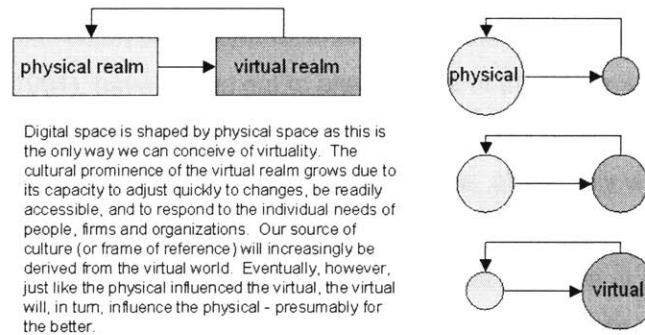 physical realm
virtual realm
Digital space is shaped by physical space as this is
the only way we can conceive of virtuality. The
cultural prominence of the virtual realm grows due to
its capacity to adjust quickly to changes, be readily
accessible, and to respond to the individual needs of
people, firms and organizations. Our source of
culture (or frame of reference) will increasingly be
derived from the virtual world. Eventually, however,
just like the physical influenced the virtual, the virtual
will, in turn, influence the physical - presumably for
the better.
physical
virtual